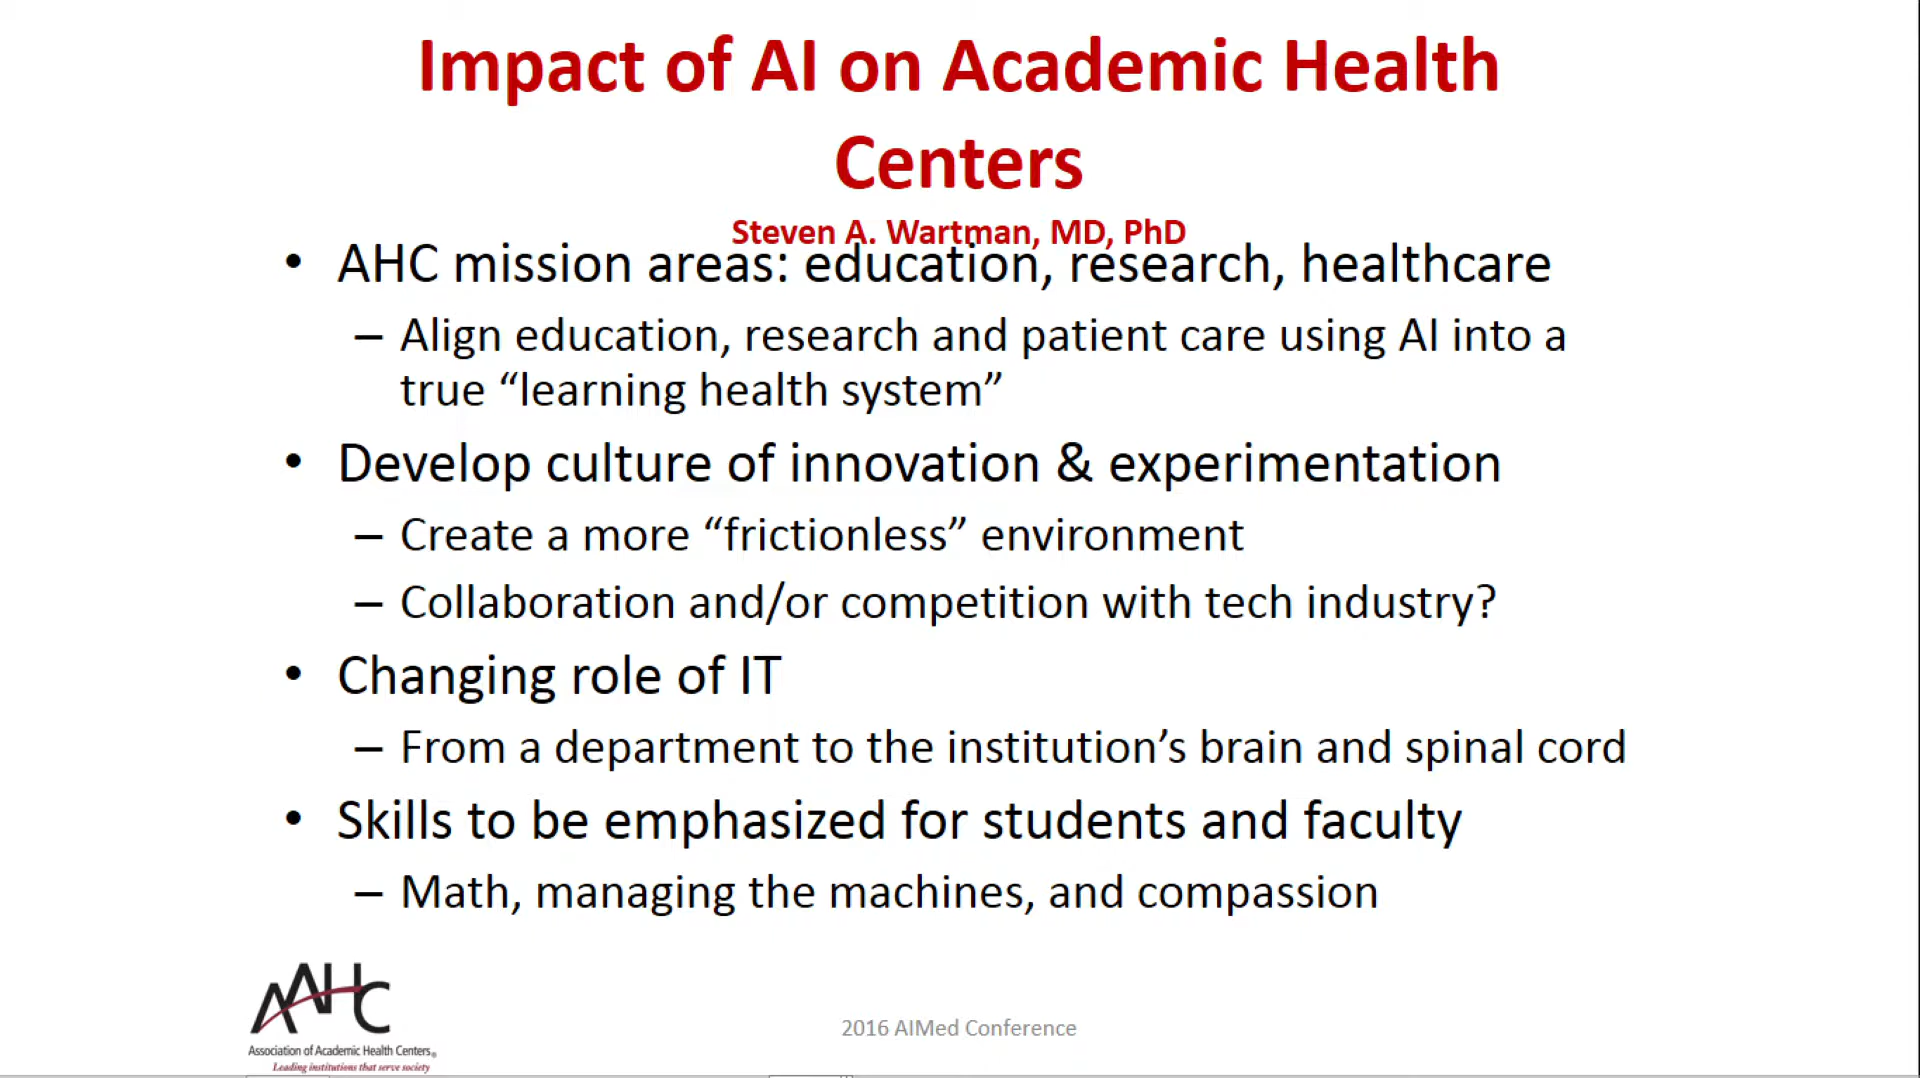 Impact of AI on Academic Health
Centers
Steven A. Wartman, MD, PhD
• AHC mission areas: education, research, healthcare
– Align education, research and patient care using AI into a
true “learning health system”
• Develop culture of innovation & experimentation
– Create a more “frictionless” environment
– Collaboration and/or competition with tech industry?
• Changing role of IT
– From a department to the institution’s brain and spinal cord
• Skills to be emphasized for students and faculty
– Math, managing the machines, and compassion
AAHC
Association of Academic Health Centers®
Leading institutions that serve society
2016 AIMed Conference